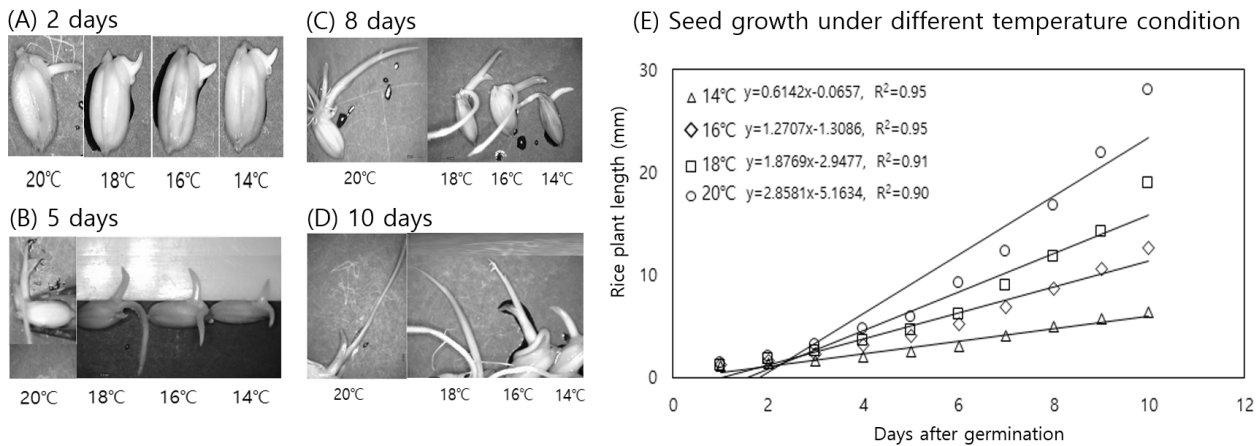 (A) 2 days
20℃ 18℃ 16℃ 14℃
(B) 5 days
20℃ 18℃ 16℃ 14℃
(C) 8 days
20℃ 18℃ 16℃ 14℃
(D) 10 days
20℃ 18℃ 16℃ 14℃
(E) Seed growth under different temperature condition
Rice plant length (mm)
30
20
10
0
△ 14℃ y=0.6142x-0.0657, R²=0.95
◇ 16℃ y=1.2707x-1.3086, R²=0.95
□ 18℃ y=1.8769x-2.9477, R²=0.91
○ 20℃ y=2.8581x-5.1634, R²=0.90
0 2 4 6 8 10 12
Days after germination